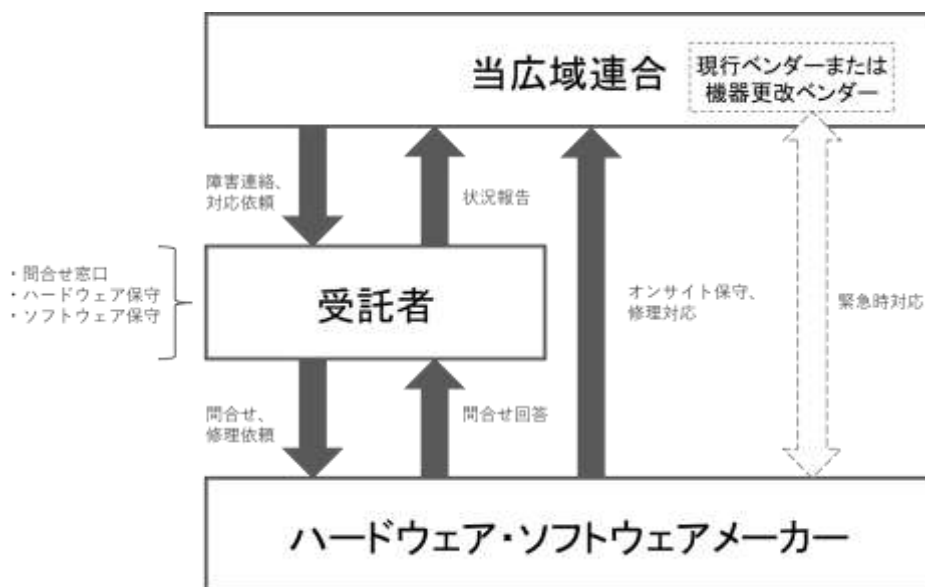 当広域連合
現行ベンダーまたは
機器更改ベンダー
障害連絡、
対応依頼
状況報告
・問合せ窓口
・ハードウェア保守
・ソフトウェア保守
受託者
オンサイト保守、
修理対応
緊急時対応
問合せ、
修理依頼
問合せ回答
ハードウェア・ソフトウェアメーカー